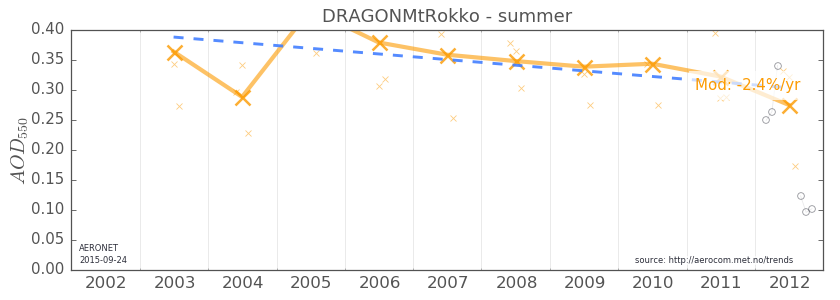 DRAGONMtRokko - summer
0.40
0.35
0.30
0.25
0.20
0.15
0.10
0.05
0.00
AOD550
Mod: -2.4%/yr
AERONET
2015-09-24
source: http://aerocom.met.no/trends
2002 2003 2004 2005 2006 2007 2008 2009 2010 2011 2012